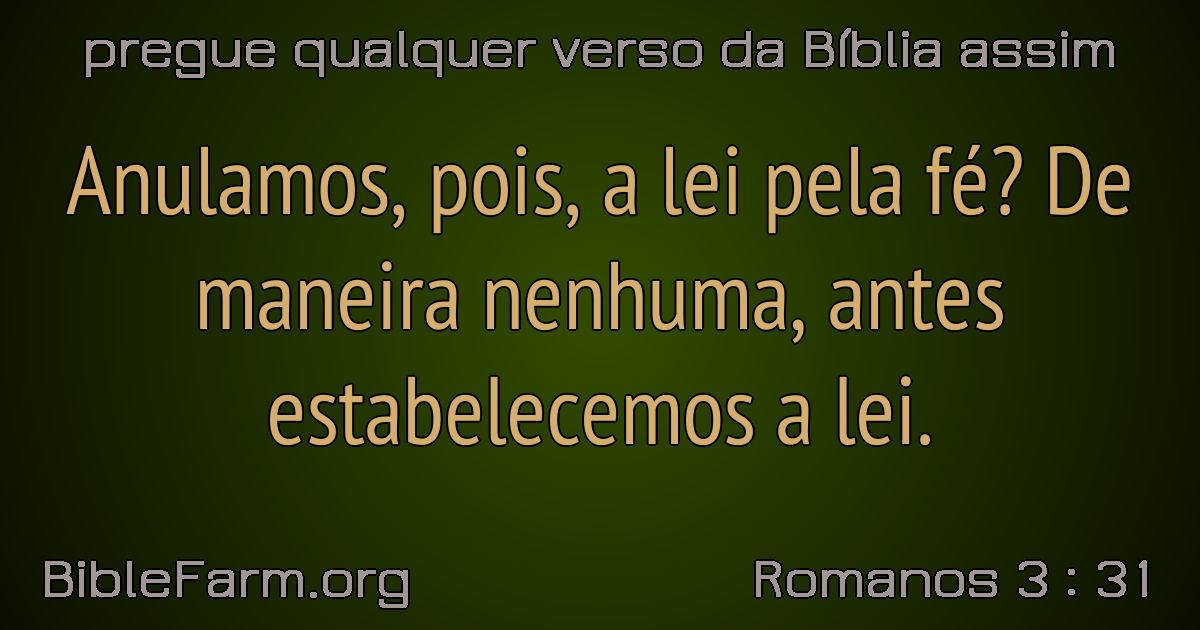 pregue qualquer verso da Bíblia assim
Anulamos, pois, a lei pela fé? De
maneira nenhuma, antes
estabelecemos a lei.
BibleFarm.org
Romanos 3 : 31